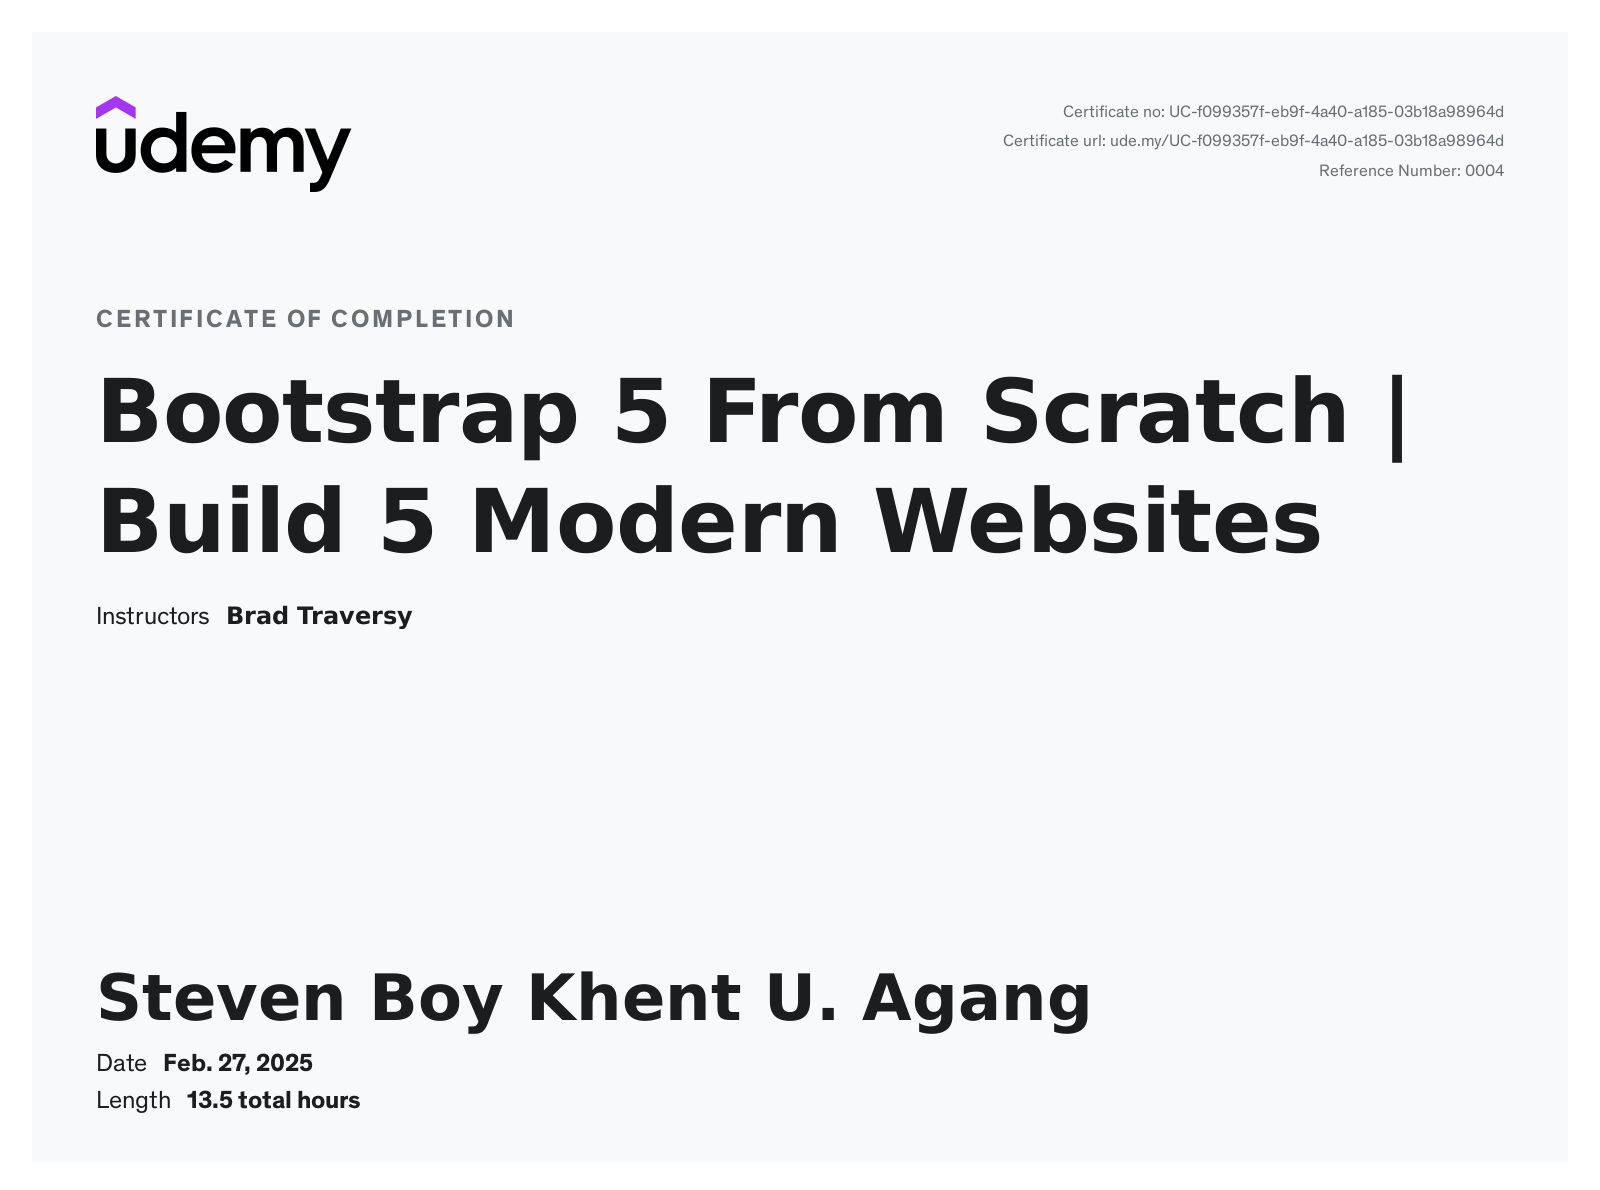 udemy
Certificate no: UC-f099357f-eb9f-4a40-a185-03b18a98964d
Certificate url: ude.my/UC-f099357f-eb9f-4a40-a185-03b18a98964d
Reference Number: 0004
CERTIFICATE OF COMPLETION
Bootstrap 5 From Scratch |
Build 5 Modern Websites
Instructors Brad Traversy
Steven Boy Khent U. Agang
Date Feb. 27, 2025
Length 13.5 total hours